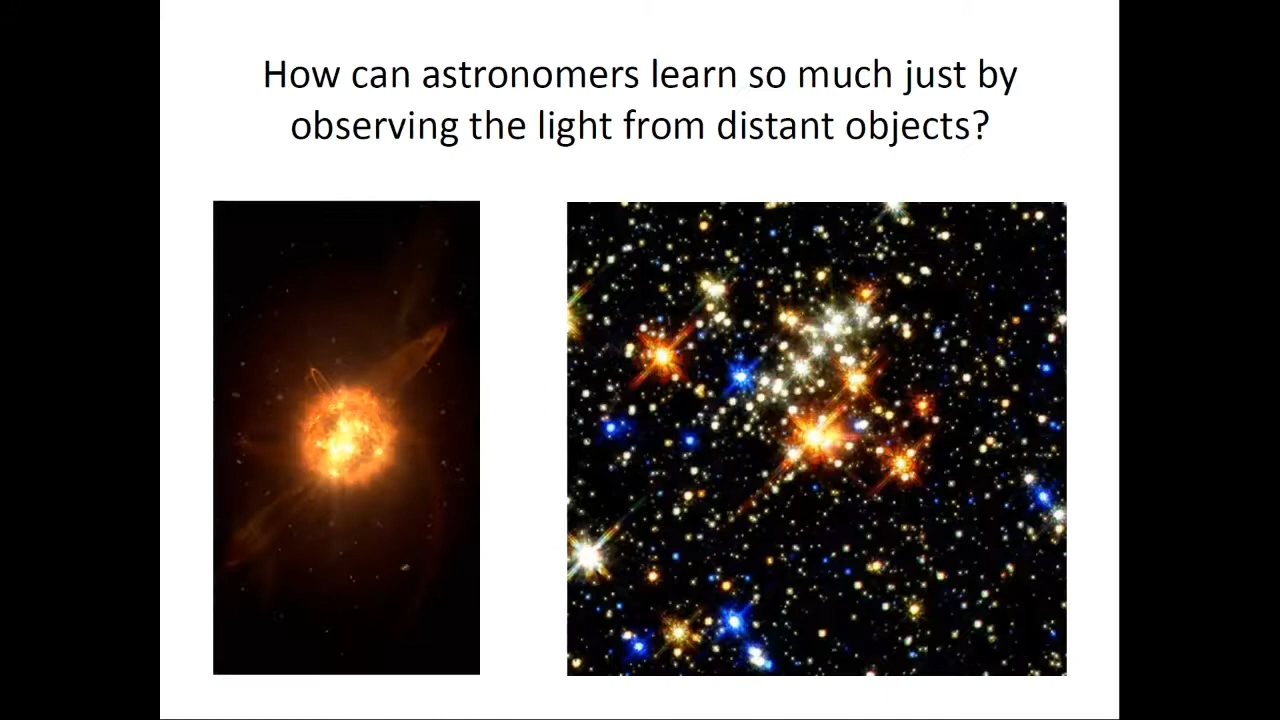 How can astronomers learn so much just by
observing the light from distant objects?